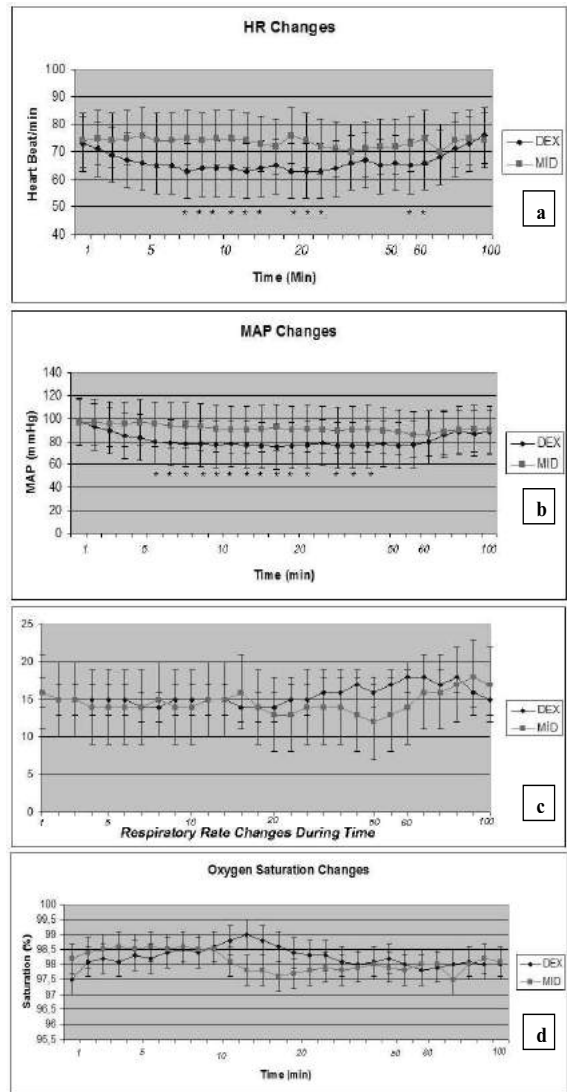 HR Changes
100
90
80
70
60
50
40
Heart Beat/min
DEX
MID
* * * * * * * * * * *
1 5 10 20 50 60 100
Time (Min)
a
MAP Changes
140
120
100
80
60
40
20
0
MAP (mmHg)
DEX
MID
* * * * * * * * * * * * * *
1 5 10 20 50 60 100
Time (min)
b
25
20
15
10
5
0
DEX
MİD
1 5 10 20 50 60 100
Respiratory Rate Changes During Time
c
Oxygen Saturation Changes
100
99,5
99
98,5
98
97,5
97
96,5
96
95,5
Saturation (%)
DEX
MID
1 5 10 20 50 60 100
Time (min)
d